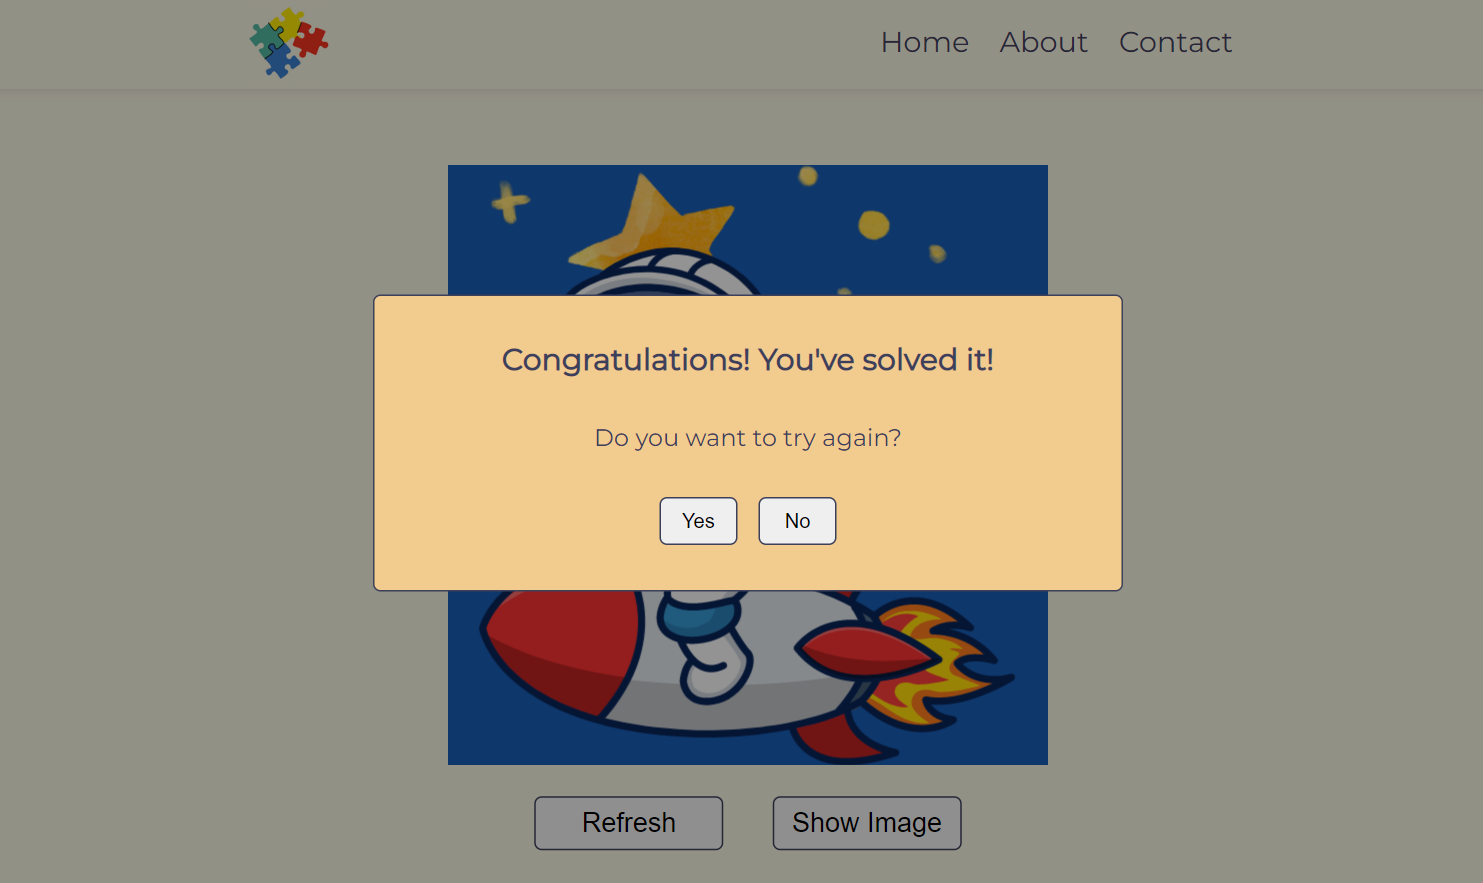 Home About Contact
Congratulations! You've solved it!
Do you want to try again?
Yes No
Refresh Show Image